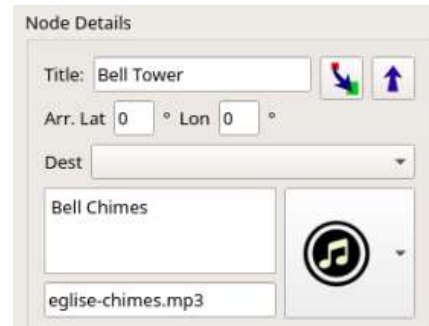 Node Details
Title: Bell Tower
Arr. Lat 0 ° Lon 0 °
Dest
Bell Chimes
eglise-chimes.mp3